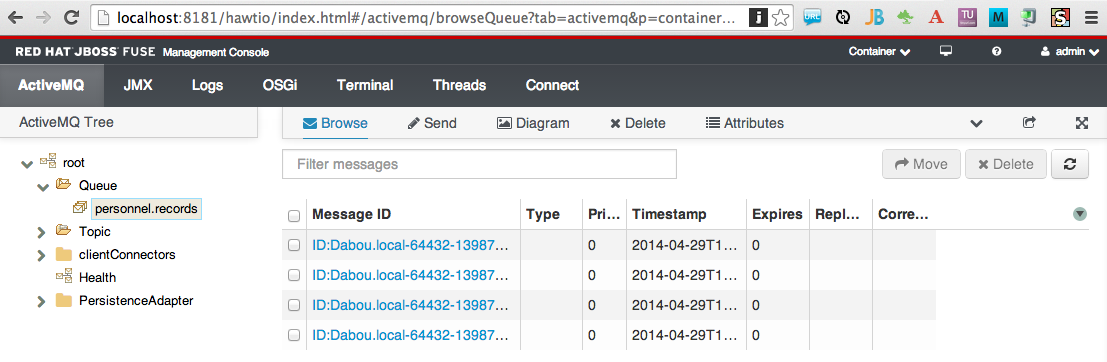 localhost:8181/hawtio/index.html#/activemq/browseQueue?tab=activemq&p=container…
RED HAT JBOSS FUSE Management Console Container admin
ActiveMQ JMX Logs OSGi Terminal Threads Connect
ActiveMQ Tree Browse Send Diagram Delete Attributes
Filter messages Move Delete
root
Queue
personnel.records
Topic
clientConnectors
Health
PersistenceAdapter
Message ID Type Pri… Timestamp Expires Repl… Corre…
ID:Dabou.local-64432-13987… 0 2014-04-29T1… 0
ID:Dabou.local-64432-13987… 0 2014-04-29T1… 0
ID:Dabou.local-64432-13987… 0 2014-04-29T1… 0
ID:Dabou.local-64432-13987… 0 2014-04-29T1… 0